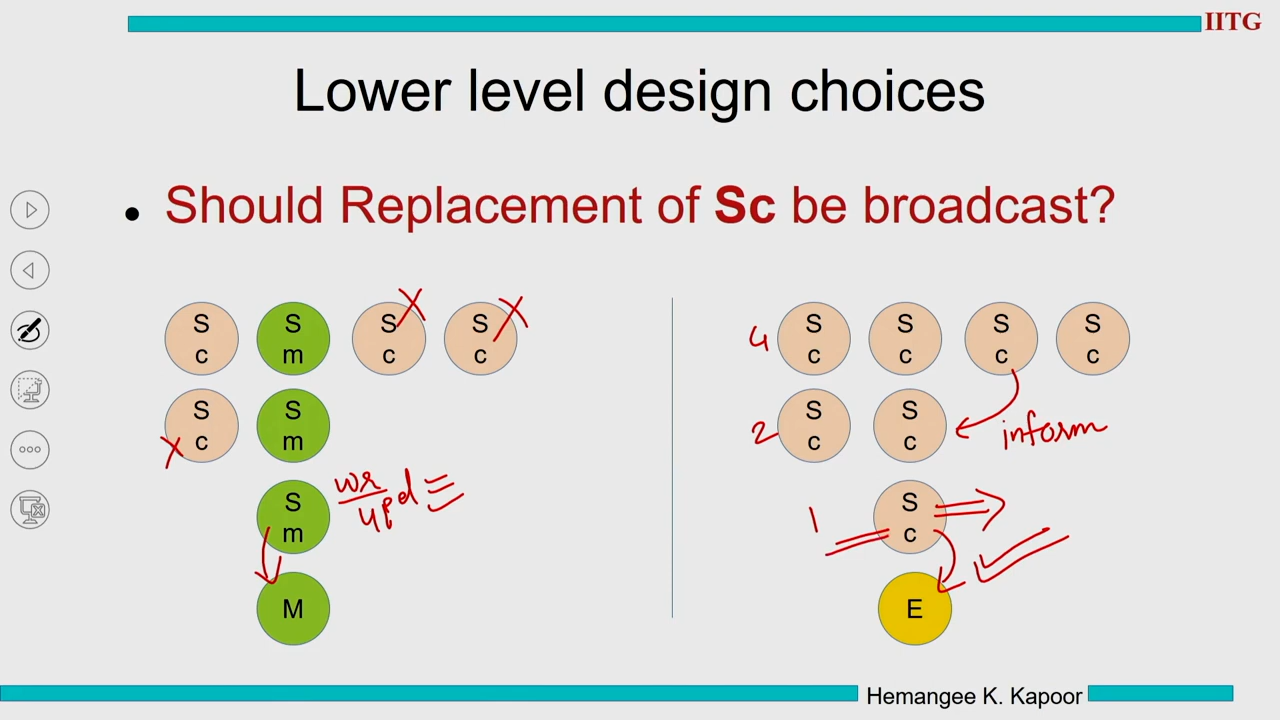 IITG
Lower level design choices
• Should Replacement of Sc be broadcast?
S c S m S c S c
S c S m
S m wr/upd
M
4 S c S c S c S c
2 S c S c inform
1 S c
E
Hemangee K. Kapoor